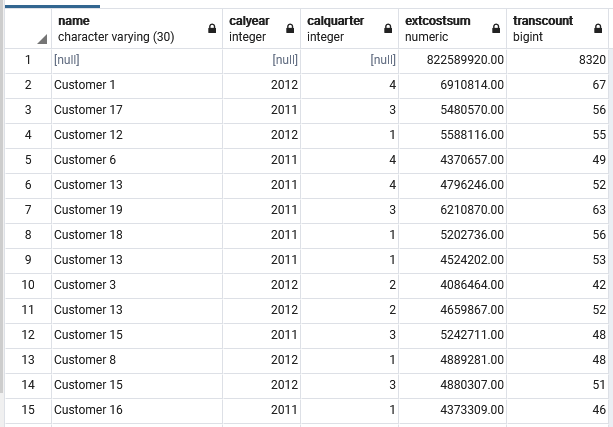 name calyear calquarter extcostsum transcount
character varying (30) integer integer numeric bigint
1 [null] [null] [null] 822589920.00 8320
2 Customer 1 2012 4 6910814.00 67
3 Customer 17 2011 3 5480570.00 56
4 Customer 12 2012 1 5588116.00 55
5 Customer 6 2011 4 4370657.00 49
6 Customer 13 2011 4 4796246.00 52
7 Customer 19 2011 3 6210870.00 63
8 Customer 18 2011 1 5202736.00 56
9 Customer 13 2011 1 4524202.00 53
10 Customer 3 2012 2 4086464.00 42
11 Customer 13 2012 2 4659867.00 52
12 Customer 15 2011 3 5242711.00 48
13 Customer 8 2012 1 4889281.00 48
14 Customer 15 2012 3 4880307.00 51
15 Customer 16 2011 1 4373309.00 46